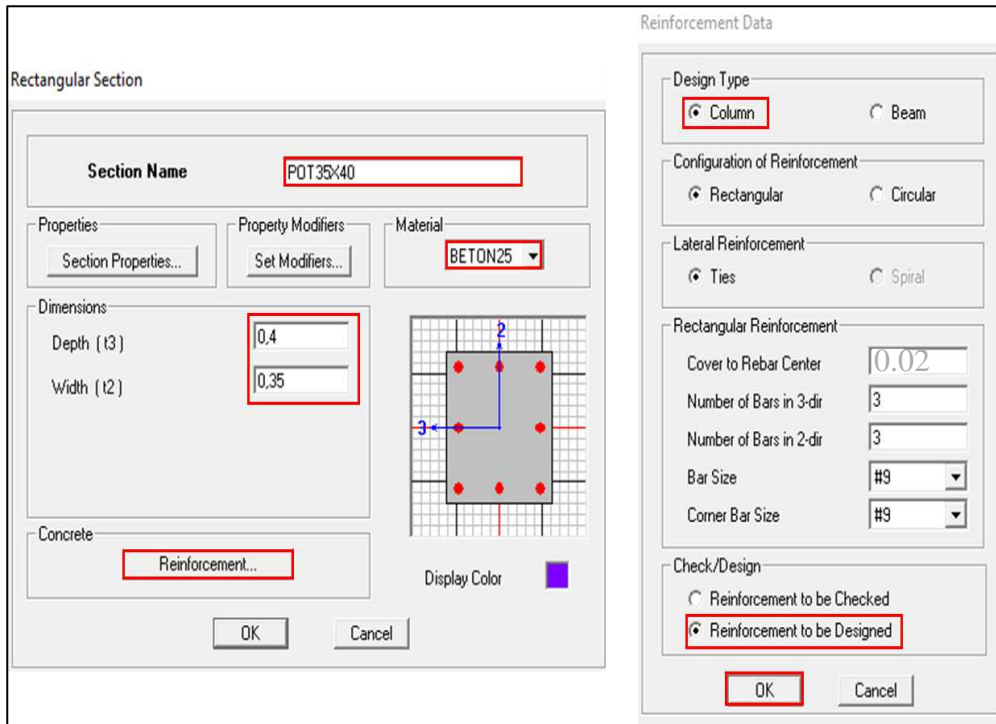 Rectangular Section
Section Name POT35X40
Properties Property Modifiers Material
Section Properties... Set Modifiers... BETON25
Dimensions
Depth ( t3 ) 0,4
Width ( t2 ) 0,35
2
3
Concrete
Reinforcement...
Display Color
OK Cancel
Reinforcement Data
Design Type
Column Beam
Configuration of Reinforcement
Rectangular Circular
Lateral Reinforcement
Ties Spiral
Rectangular Reinforcement
Cover to Rebar Center 0.02
Number of Bars in 3-dir 3
Number of Bars in 2-dir 3
Bar Size #9
Corner Bar Size #9
Check/Design
Reinforcement to be Checked
Reinforcement to be Designed
OK Cancel